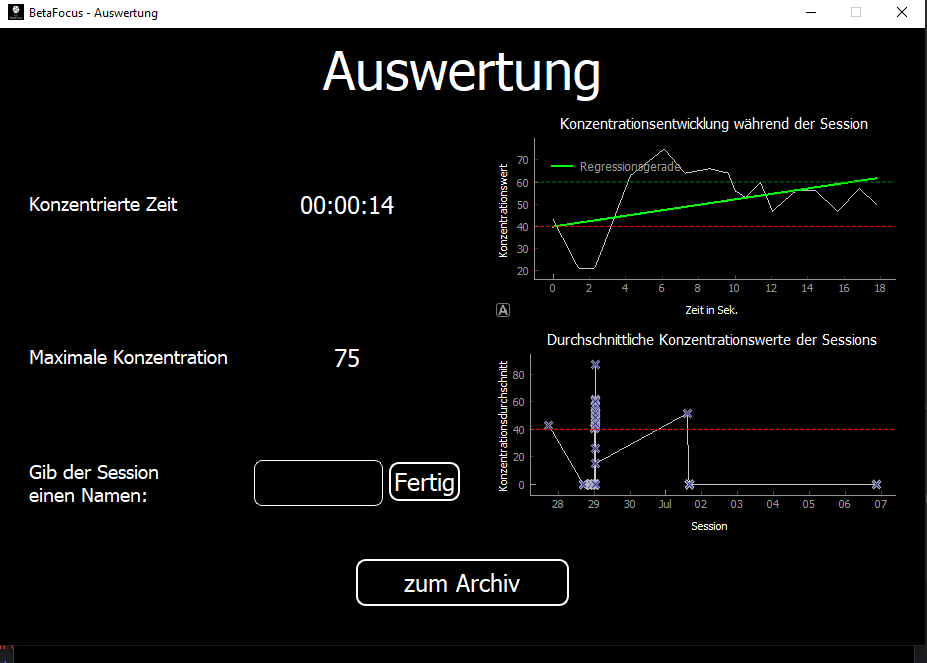 BetaFocus - Auswertung
Auswertung
Konzentrierte Zeit
00:00:14
Maximale Konzentration
75
Gib der Session
einen Namen:
Fertig
Konzentrationsentwicklung während der Session
Konzentrationswert
70
60
50
40
30
20
Regressionsgerade
0 2 4 6 8 10 12 14 16 18
Zeit in Sek.
A
Durchschnittliche Konzentrationswerte der Sessions
Konzentrationsdurchschnitt
80
60
40
20
0
28 29 30 Jul 02 03 04 05 06 07
Session
zum Archiv